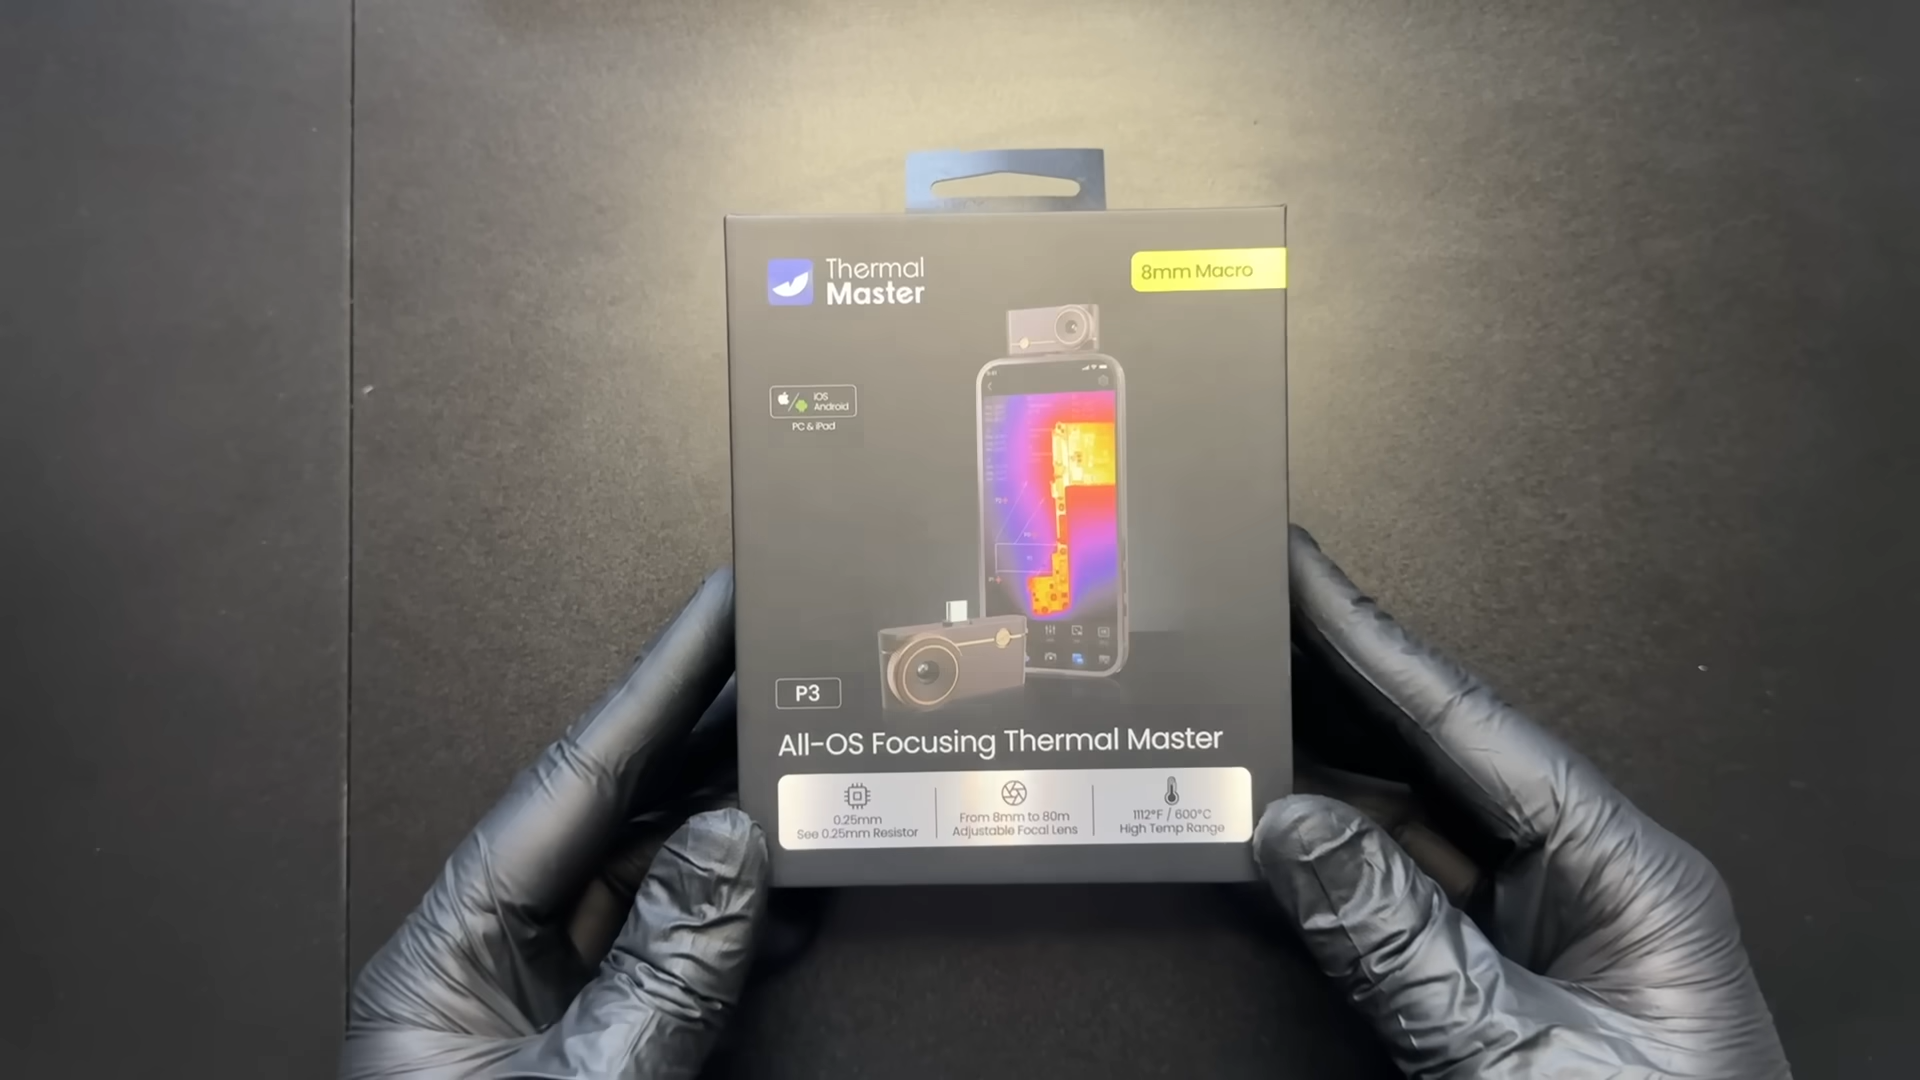 Thermal
Master
8mm Macro
iOS
Android
PC & iPad
P3
All-OS Focusing Thermal Master
0.25mm
See 0.25mm Resistor
From 8mm to 80m
Adjustable Focal Lens
1112°F / 600°C
High Temp Range